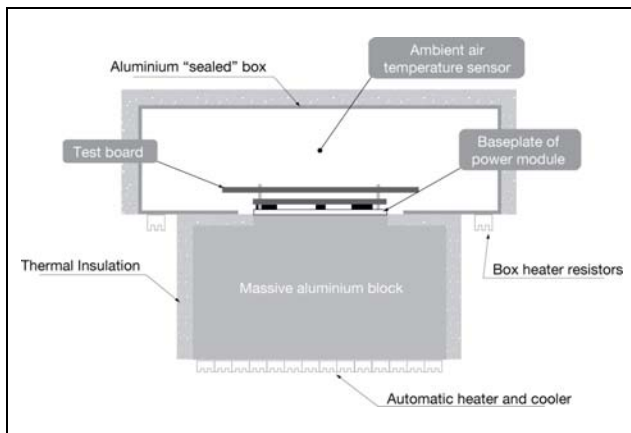 Aluminium “sealed” box
Ambient air
temperature sensor
Test board
Baseplate of
power module
Thermal Insulation
Massive aluminium block
Box heater resistors
Automatic heater and cooler